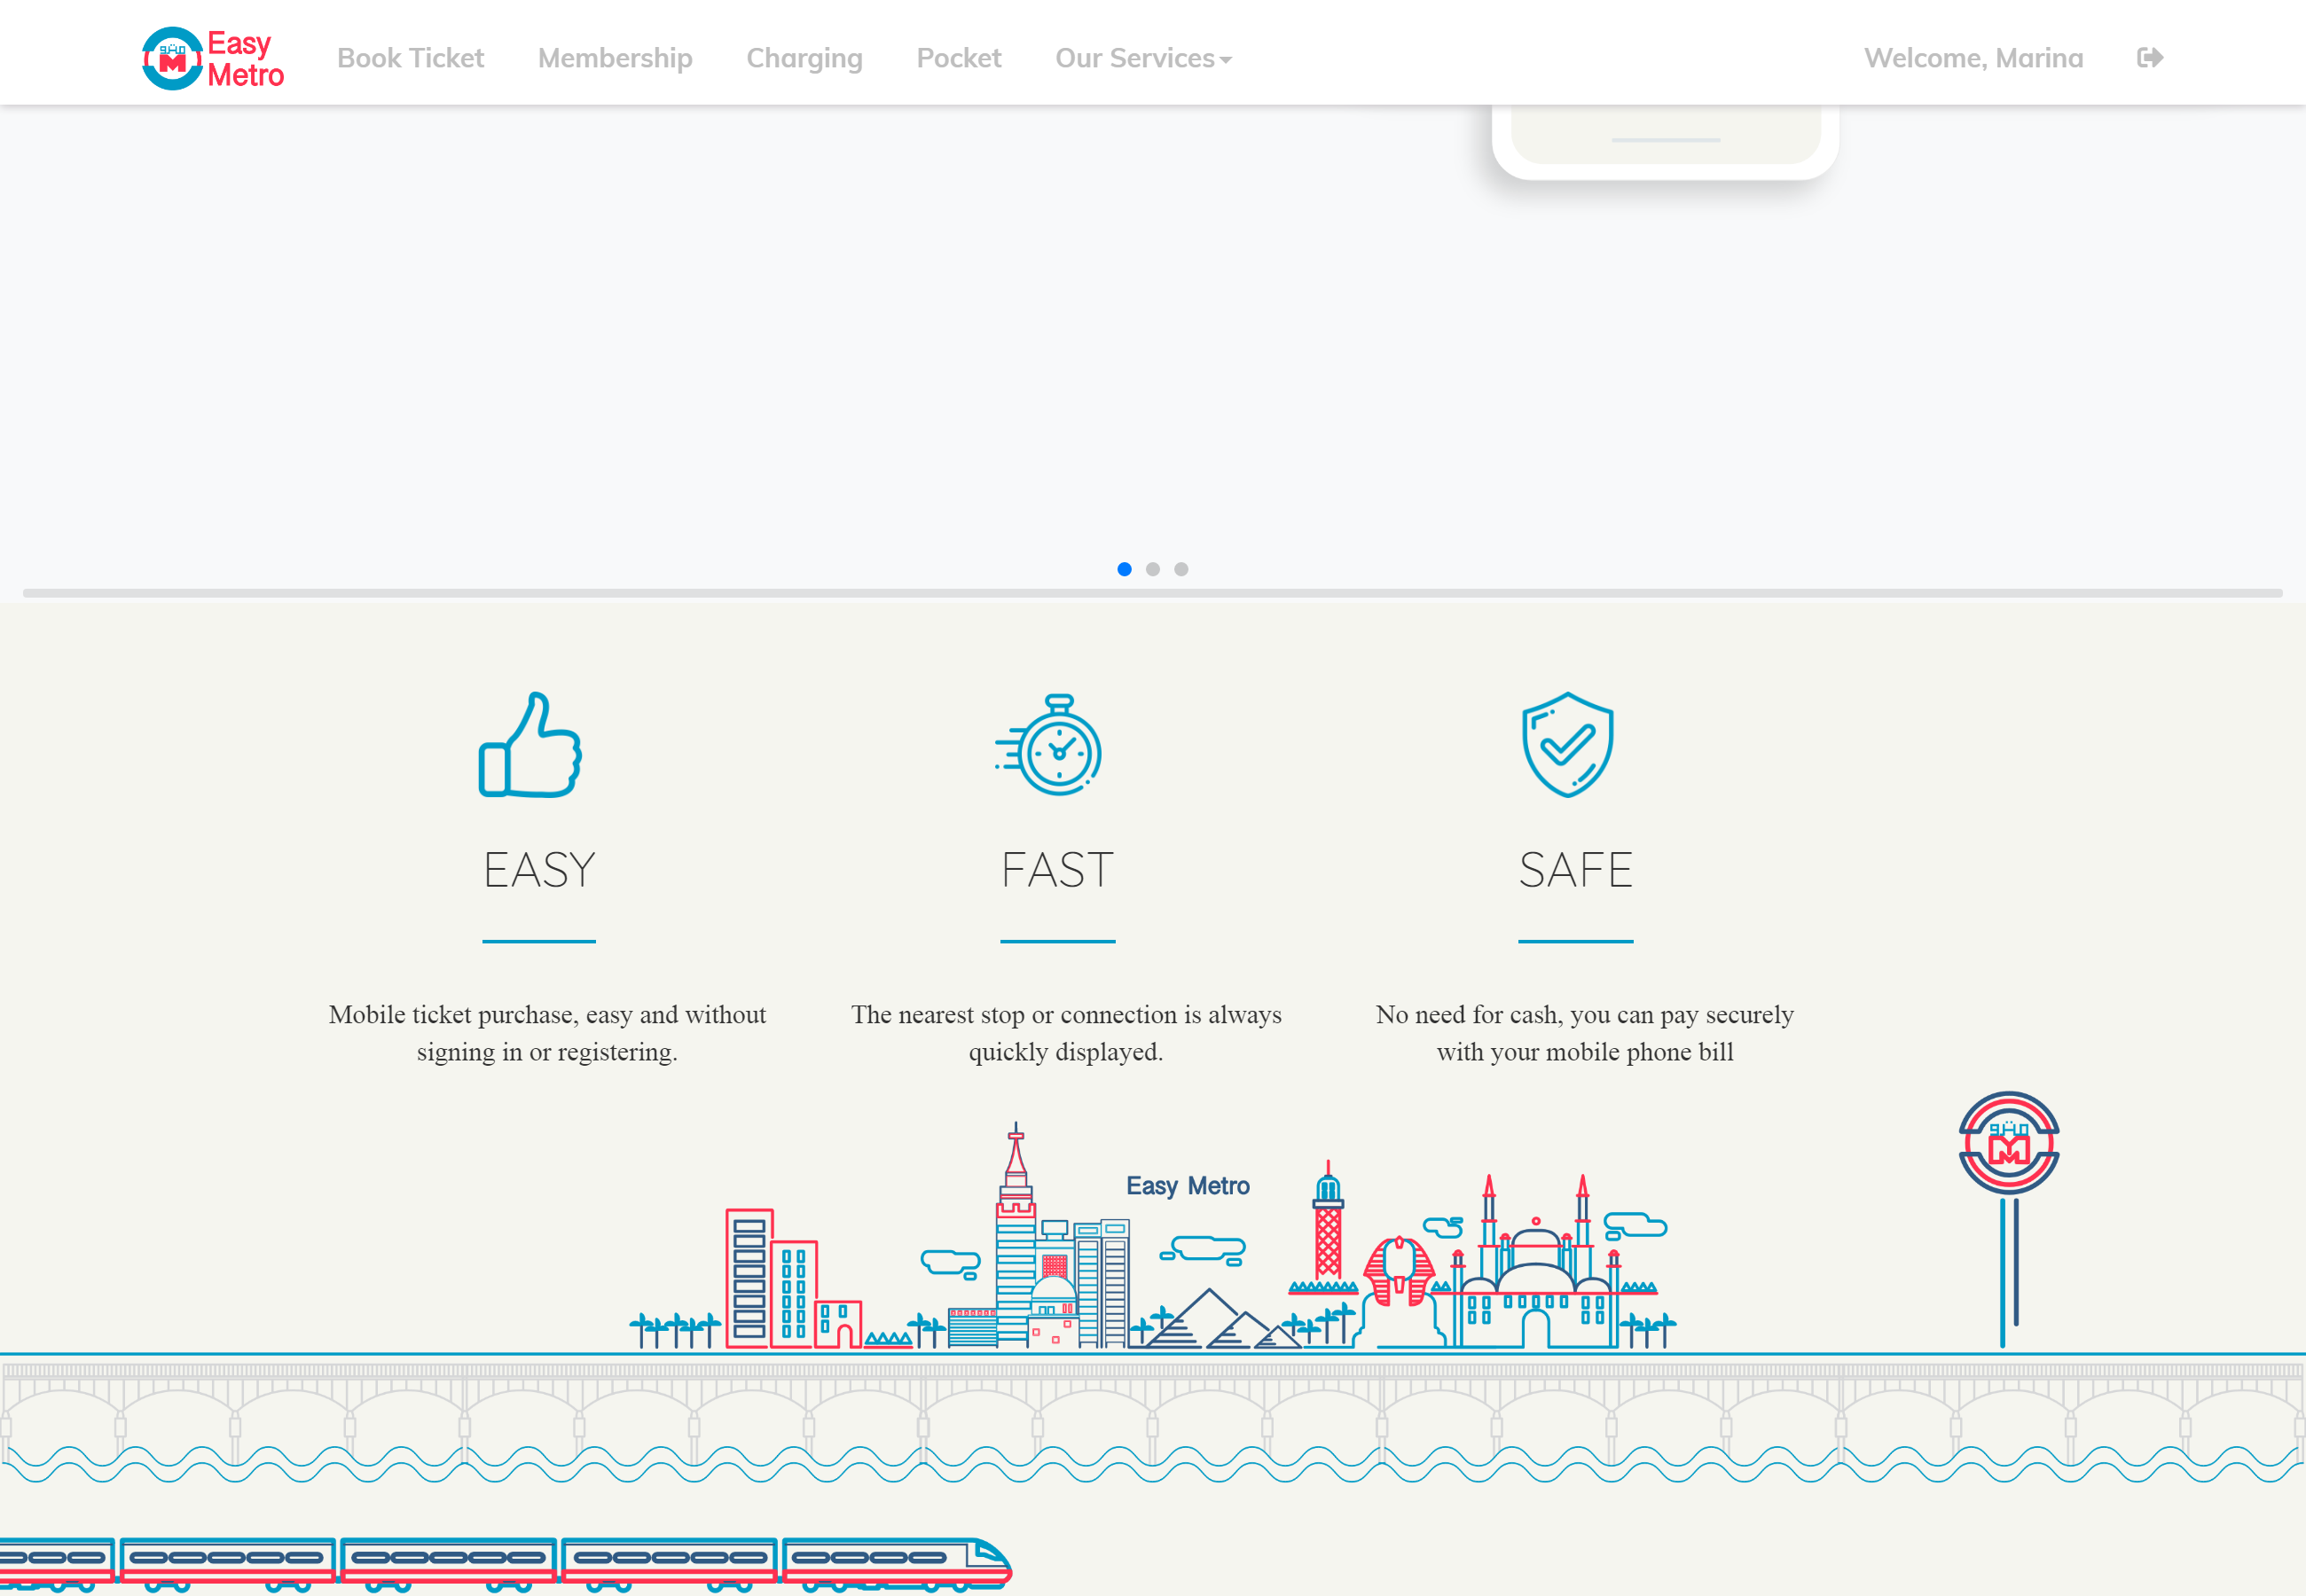 Easy
Metro
مترو
Book Ticket
Membership
Charging
Pocket
Our Services
Welcome, Marina
EASY
FAST
SAFE
Mobile ticket purchase, easy and without
signing in or registering.
The nearest stop or connection is always
quickly displayed.
No need for cash, you can pay securely
with your mobile phone bill
مترو
M
Easy Metro